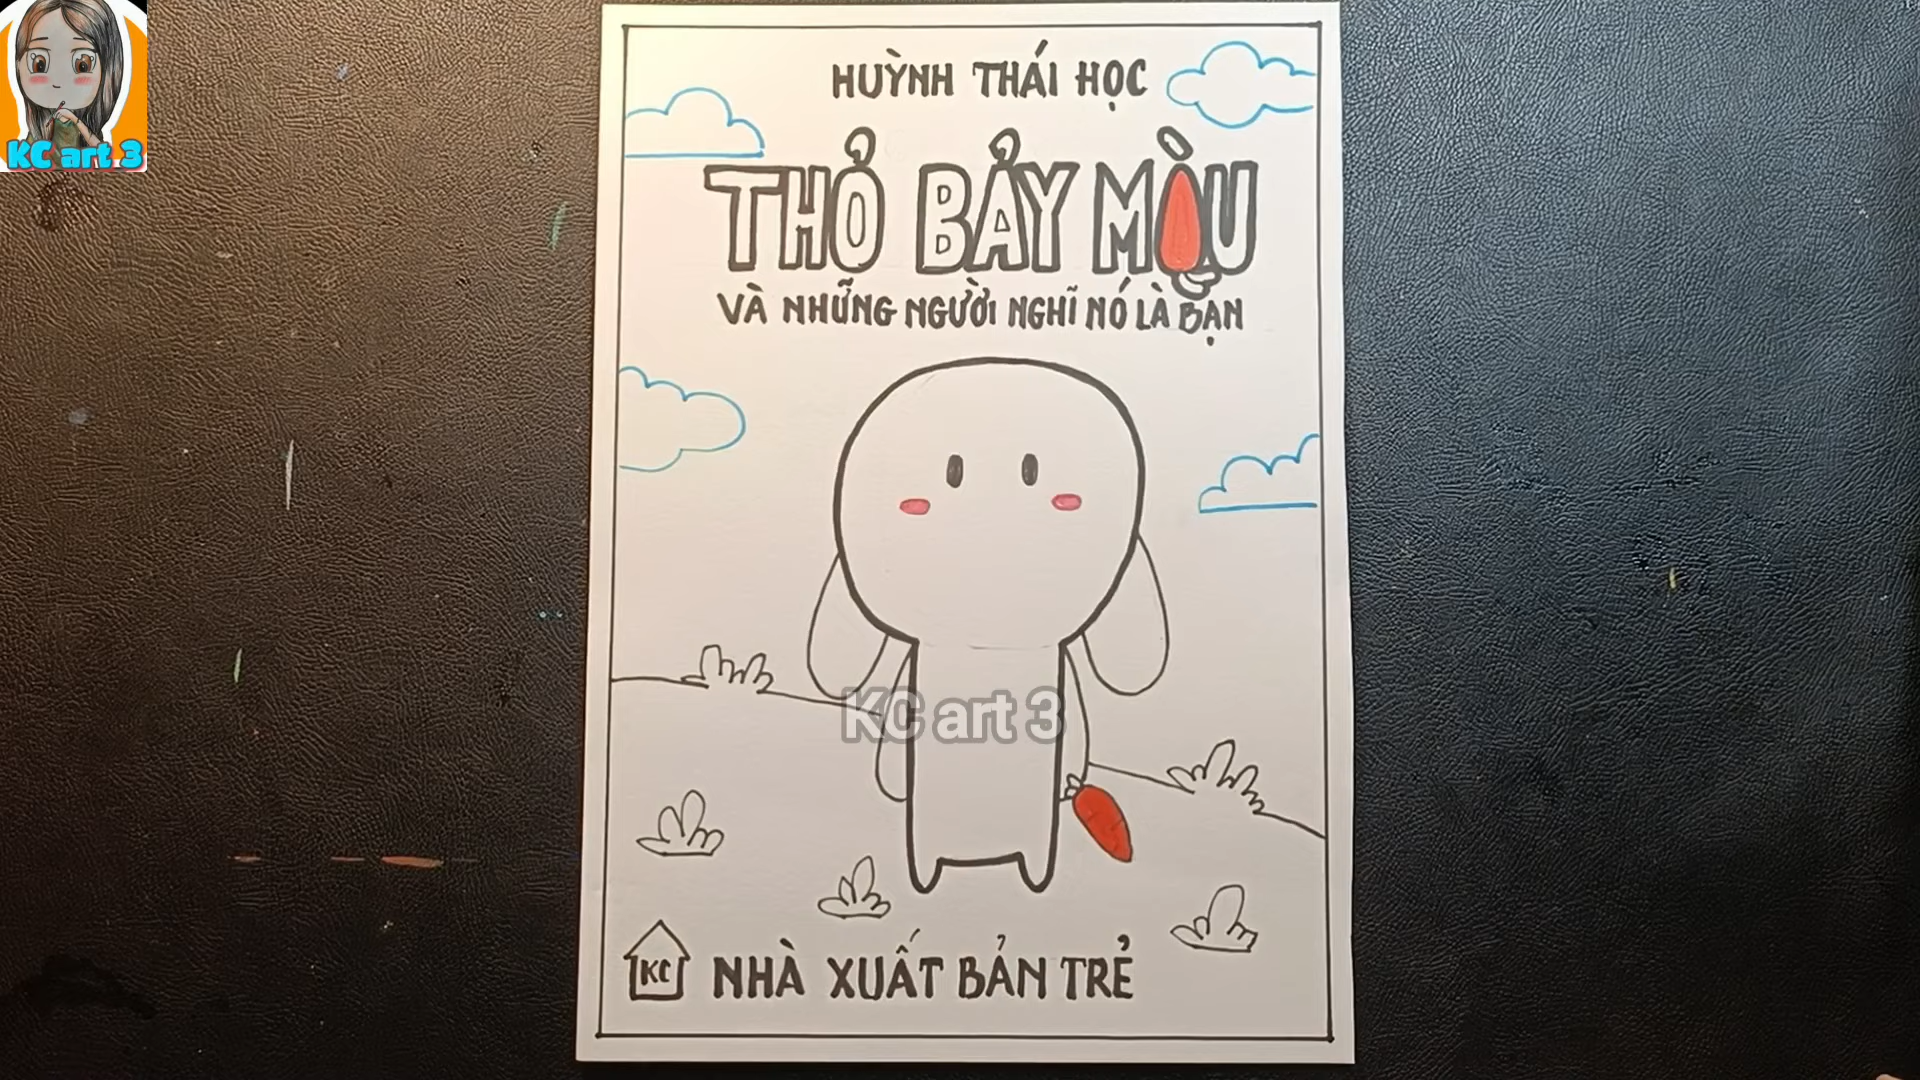 KC art 3
HUỲNH THÁI HỌC
THỎ BẢY MÀU
VÀ NHỮNG NGƯỜI NGHĨ NÓ LÀ BẠN
KC art 3
KC
NHÀ XUẤT BẢN TRẺ